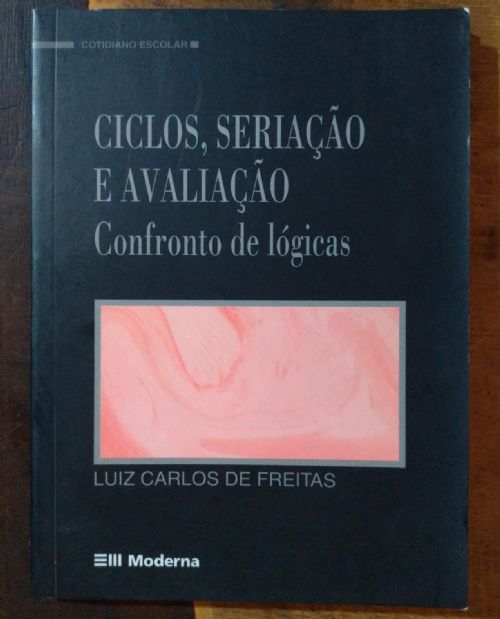 COTIDIANO ESCOLAR
CICLOS, SERIAÇÃO
E AVALIAÇÃO
Confronto de lógicas
LUIZ CARLOS DE FREITAS
Moderna